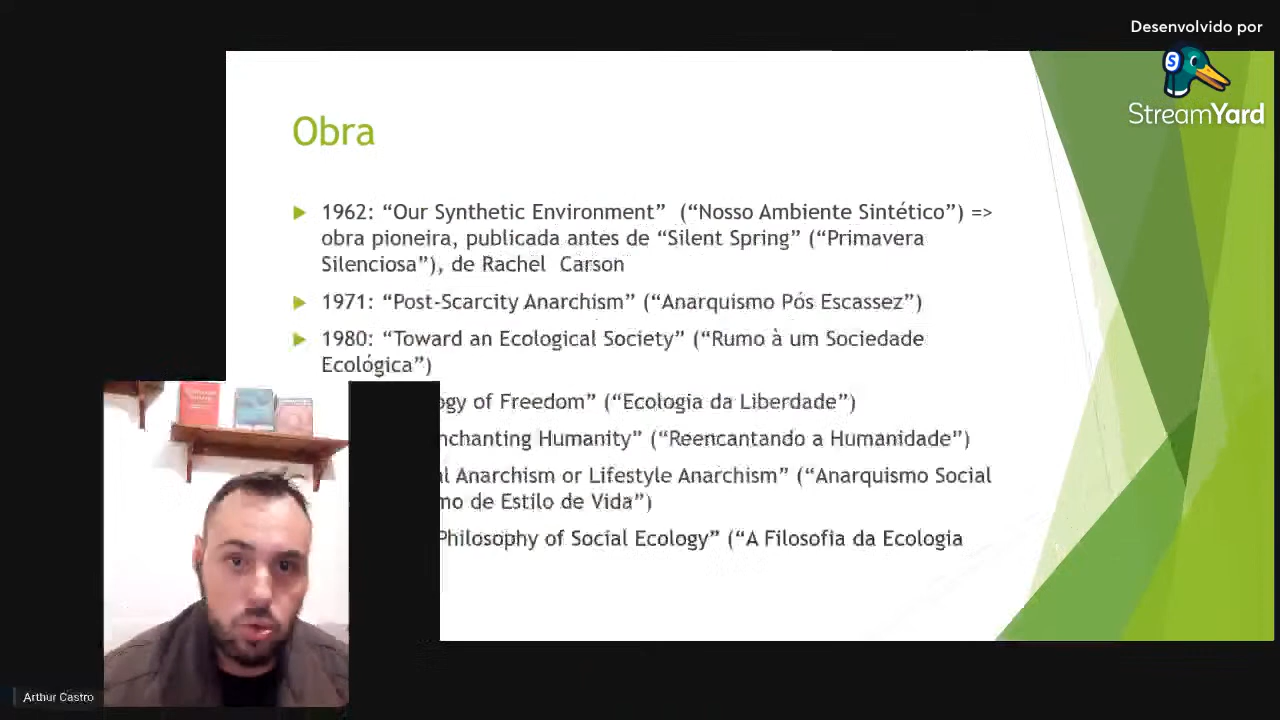 Desenvolvido por
StreamYard
Obra
1962: “Our Synthetic Environment” (“Nosso Ambiente Sintético”) =>
obra pioneira, publicada antes de “Silent Spring” (“Primavera
Silenciosa”), de Rachel Carson
1971: “Post-Scarcity Anarchism” (“Anarquismo Pós Escassez”)
1980: “Toward an Ecological Society” (“Rumo à um Sociedade
Ecológica”)
ogy of Freedom” (“Ecologia da Liberdade”)
nchanting Humanity” (“Reencantando a Humanidade”)
al Anarchism or Lifestyle Anarchism” (“Anarquismo Social
mo de Estilo de Vida”)
Philosophy of Social Ecology” (“A Filosofia da Ecologia
Arthur Castro